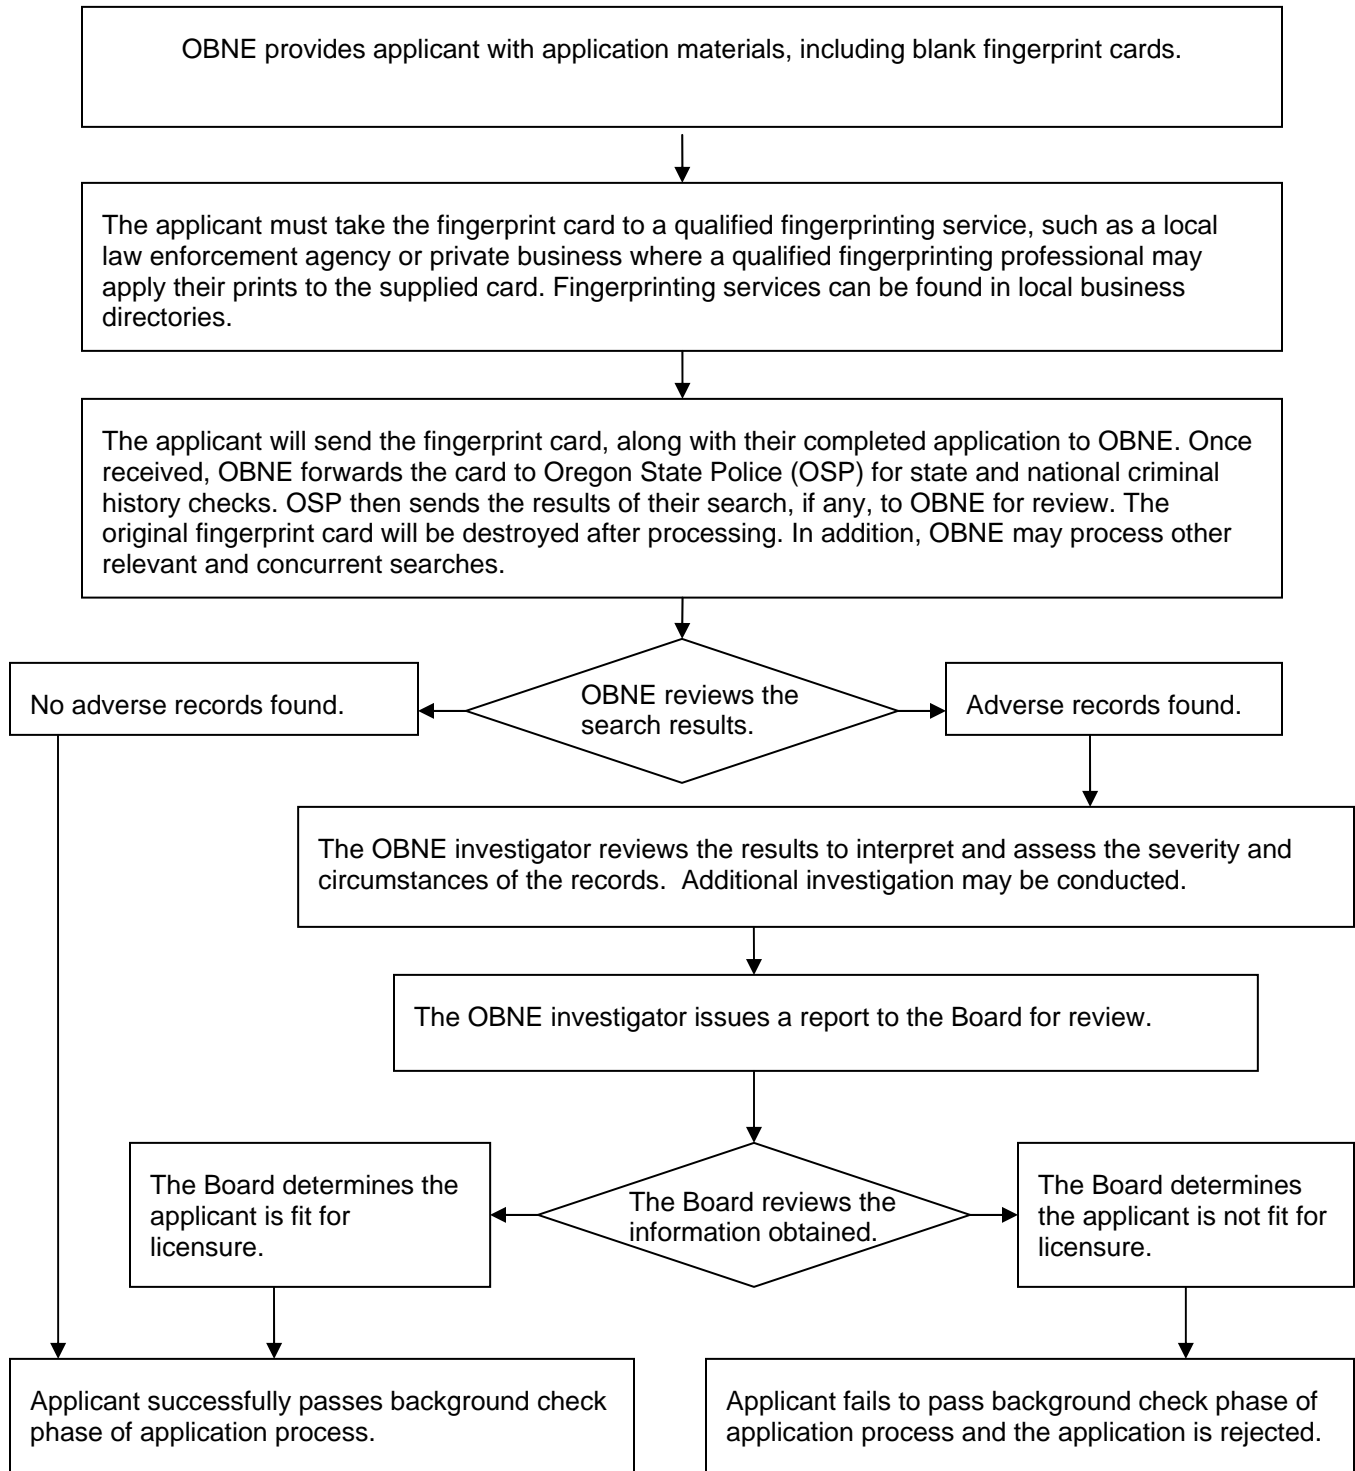 OBNE provides applicant with application materials, including blank fingerprint cards.
The applicant must take the fingerprint card to a qualified fingerprinting service, such as a local
law enforcement agency or private business where a qualified fingerprinting professional may
apply their prints to the supplied card. Fingerprinting services can be found in local business
directories.
The applicant will send the fingerprint card, along with their completed application to OBNE. Once
received, OBNE forwards the card to Oregon State Police (OSP) for state and national criminal
history checks. OSP then sends the results of their search, if any, to OBNE for review. The
original fingerprint card will be destroyed after processing. In addition, OBNE may process other
relevant and concurrent searches.
No adverse records found.
OBNE reviews the
search results.
Adverse records found.
The OBNE investigator reviews the results to interpret and assess the severity and
circumstances of the records.  Additional investigation may be conducted.
The OBNE investigator issues a report to the Board for review.
The Board determines the
applicant is fit for
licensure.
The Board reviews the
information obtained.
The Board determines
the applicant is not fit for
licensure.
Applicant successfully passes background check
phase of application process.
Applicant fails to pass background check phase of
application process and the application is rejected.